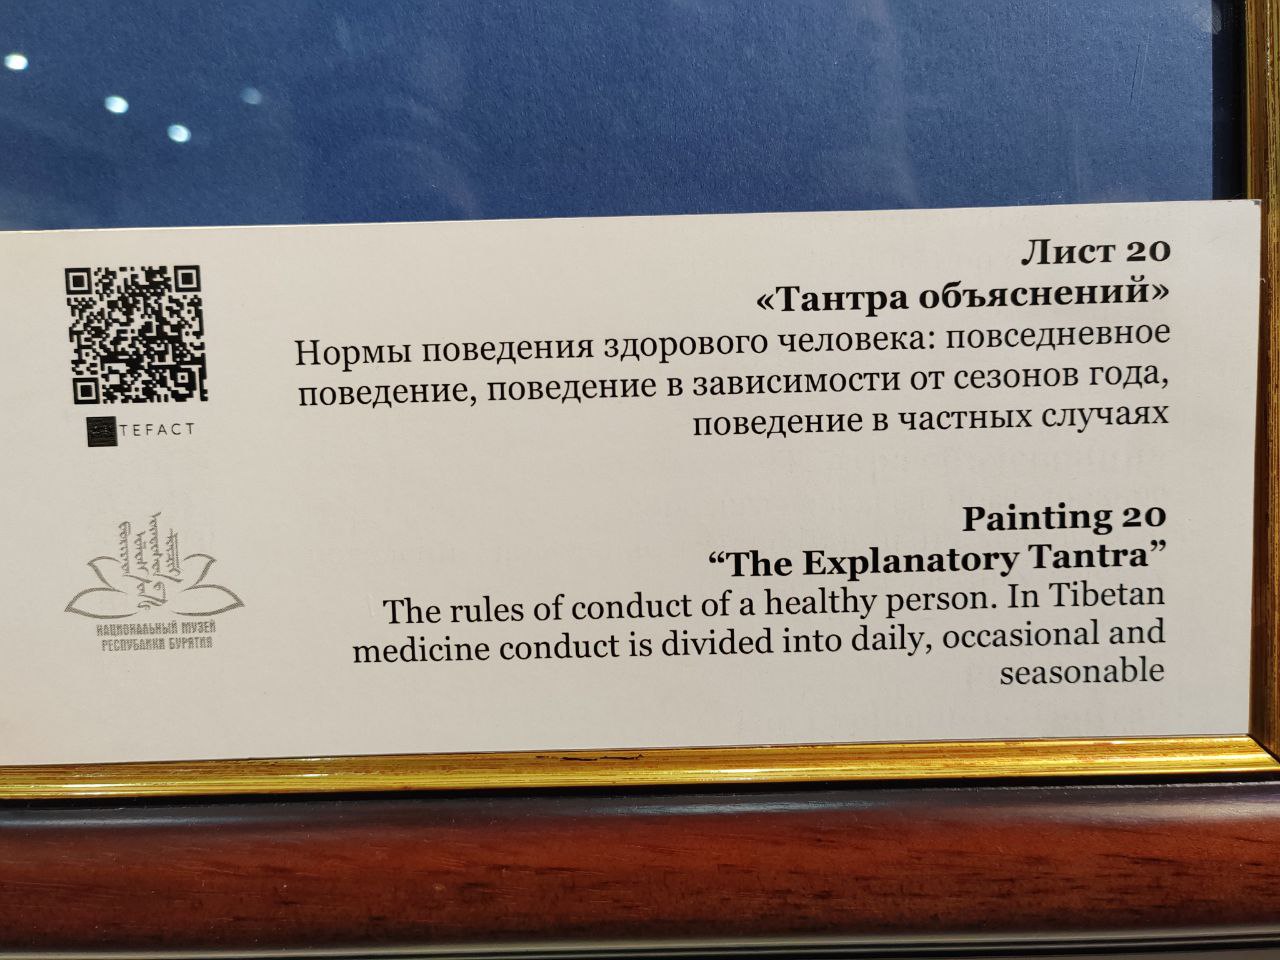 Лист 20
«Тантра объяснений»
Нормы поведения здорового человека: повседневное
поведение, поведение в зависимости от сезонов года,
поведение в частных случаях
TEFACT
Painting 20
“The Explanatory Tantra”
The rules of conduct of a healthy person. In Tibetan
medicine conduct is divided into daily, occasional and
seasonable
НАЦИОНАЛЬНЫЙ МУЗЕЙ
РЕСПУБЛИКИ БУРЯТИЯ